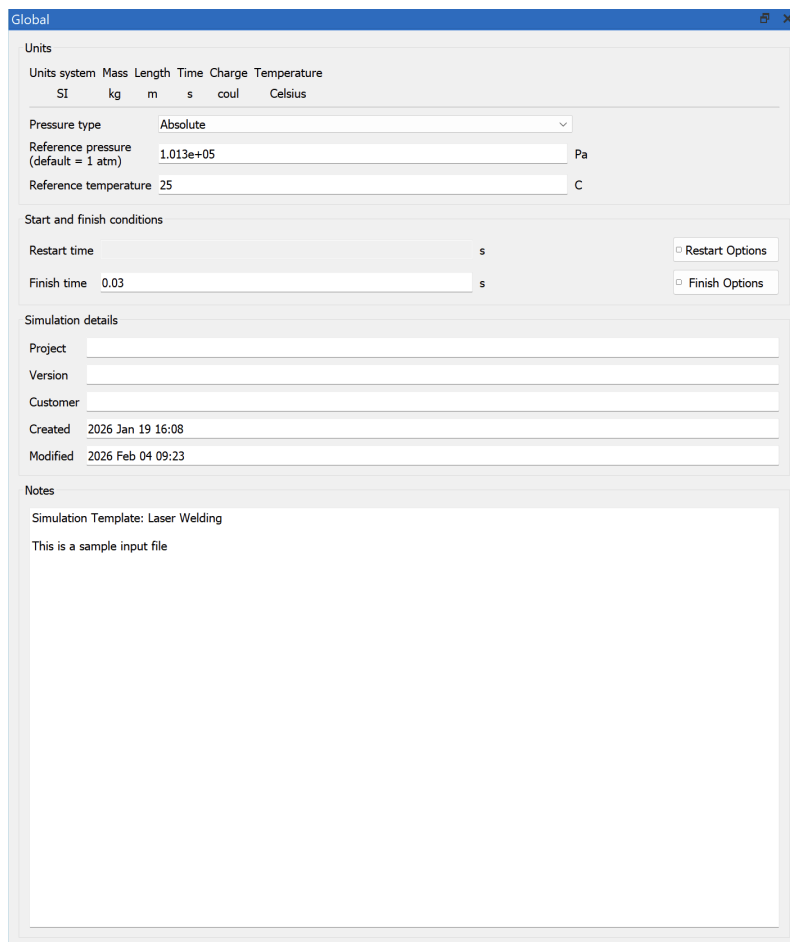 Global
Units
Units system Mass Length Time Charge Temperature
SI kg m s coul Celsius
Pressure type Absolute
Reference pressure
(default = 1 atm) 1.013e+05 Pa
Reference temperature 25 C
Start and finish conditions
Restart time s Restart Options
Finish time 0.03 s Finish Options
Simulation details
Project
Version
Customer
Created 2026 Jan 19 16:08
Modified 2026 Feb 04 09:23
Notes
Simulation Template: Laser Welding
This is a sample input file